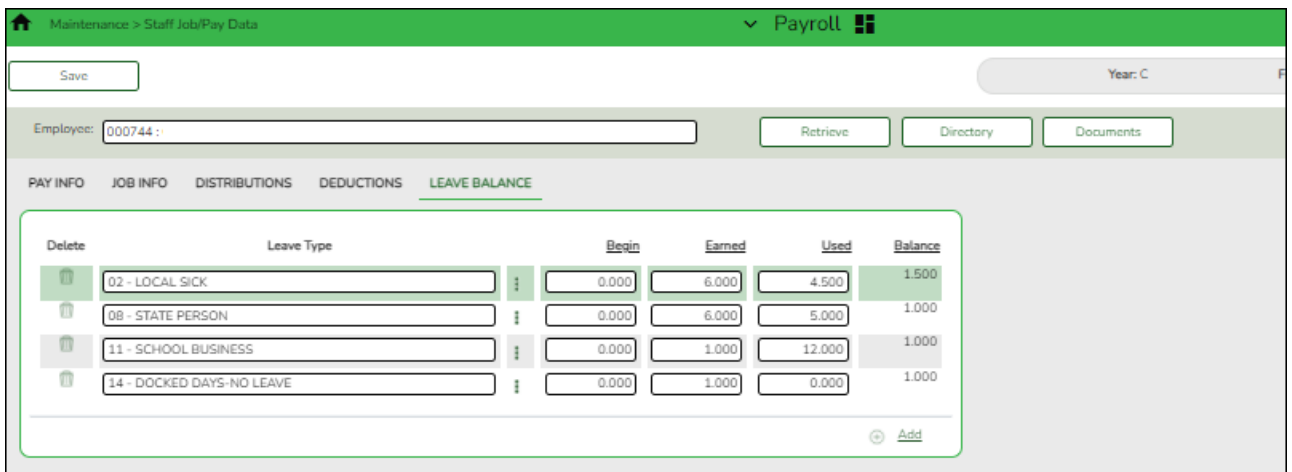 Maintenance > Staff Job/Pay Data Payroll
Save Year: C F
Employee: 000744 : Retrieve Directory Documents
PAY INFO JOB INFO DISTRIBUTIONS DEDUCTIONS LEAVE BALANCE
Delete Leave Type Begin Earned Used Balance
02 - LOCAL SICK 0.000 6.000 4.500 1.500
08 - STATE PERSON 0.000 6.000 5.000 1.000
11 - SCHOOL BUSINESS 0.000 1.000 12.000 1.000
14 - DOCKED DAYS-NO LEAVE 0.000 1.000 0.000 1.000
Add